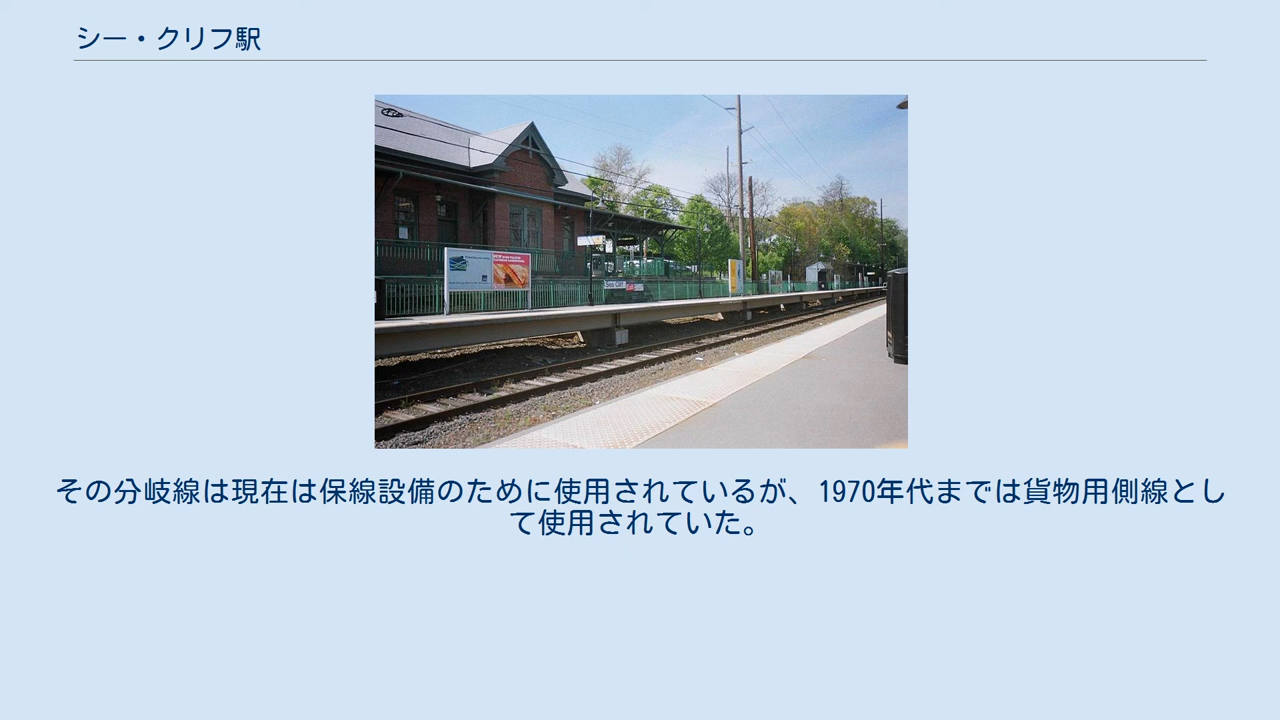 シー・クリフ駅
Sea Cliff
その分岐線は現在は保線設備のために使用されているが、1970年代までは貨物用側線とし
て使用されていた。